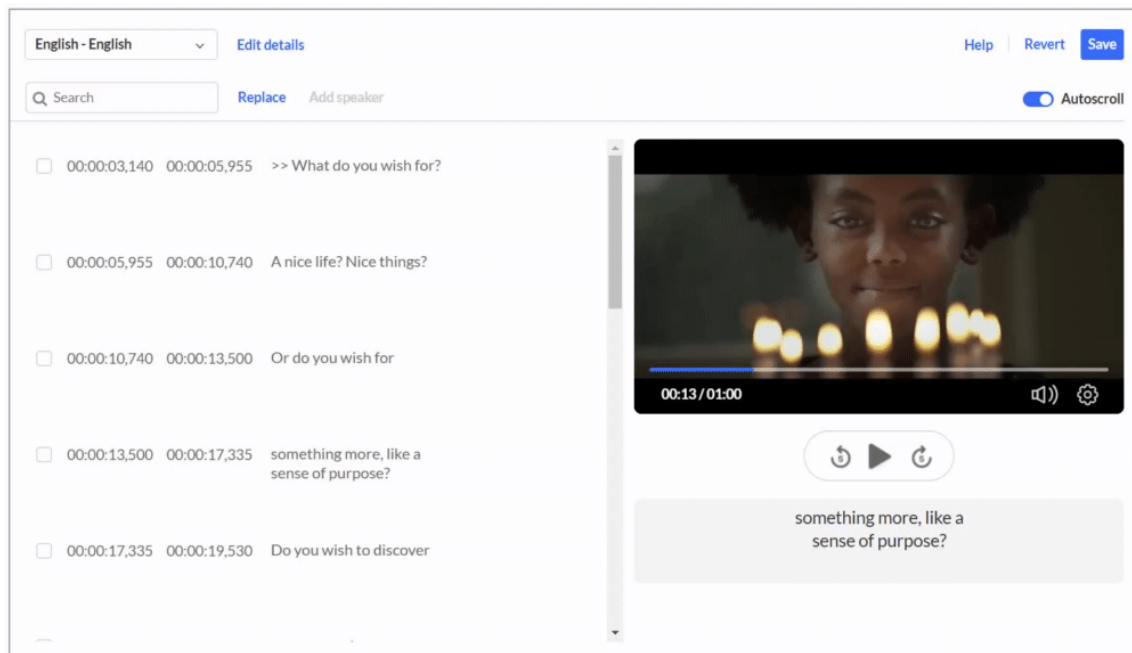 English - English
Edit details
Help
Revert
Save
Search
Replace
Add speaker
Autoscroll
00:00:03,140 00:00:05,955 >> What do you wish for?
00:00:05,955 00:00:10,740 A nice life? Nice things?
00:00:10,740 00:00:13,500 Or do you wish for
00:00:13,500 00:00:17,335 something more, like a
sense of purpose?
00:00:17,335 00:00:19,530 Do you wish to discover
00:13 / 01:00
5
5
something more, like a
sense of purpose?